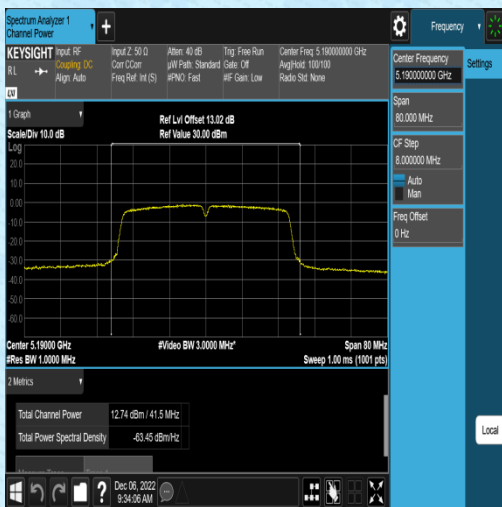 Spectrum Analyzer 1
Channel Power
Frequency
KEYSIGHT
Input: RF
Coupling: DC
Align: Auto
Input Z: 50 Ω
Corr CCorr
Freq Ref: Int (S)
Atten: 40 dB
µW Path: Standard
#PNO: Fast
Trig: Free Run
Gate: Off
#IF Gain: Low
Center Freq: 5.190000000 GHz
Avg|Hold: 100/100
Radio Std: None
R L
LXI
Center Frequency
5.190000000 GHz
Settings
Span
80.000 MHz
CF Step
8.000000 MHz
Auto
Man
Freq Offset
0 Hz
Local
1 Graph
Scale/Div 10.0 dB
Ref Lvl Offset 13.02 dB
Ref Value 30.00 dBm
Log
20.0
10.0
0.00
-10.0
-20.0
-30.0
-40.0
-50.0
-60.0
Center 5.19000 GHz
#Res BW 1.0000 MHz
#Video BW 3.0000 MHz*
Span 80 MHz
Sweep 1.00 ms (1001 pts)
2 Metrics
Total Channel Power 12.74 dBm / 41.5 MHz
Total Power Spectral Density -63.45 dBm/Hz
?
Dec 06, 2022
9:34:06 AM